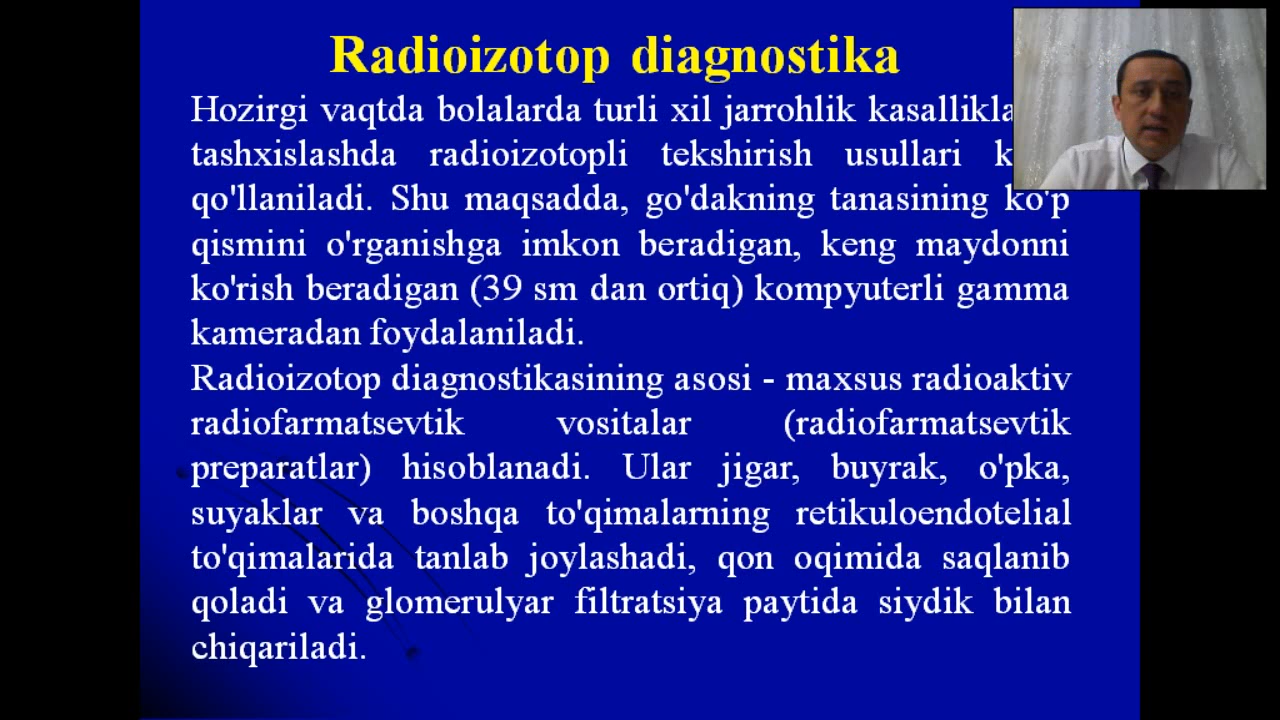 Radioizotop diagnostika
Hozirgi vaqtda bolalarda turli xil jarrohlik
tashxislashda radioizotopli tekshirish usullari
qo'llaniladi. Shu maqsadda, go'dakning tanasining ko'p
qismini o'rganishga imkon beradigan, keng maydonni
ko'rish beradigan (39 sm dan ortiq) kompyuterli gamma
kameradan foydalaniladi.
Radioizotop diagnostikasining asosi - maxsus radioaktiv
radiofarmatsevtik vositalar (radiofarmatsevtik
preparatlar) hisoblanadi. Ular jigar, buyrak, o'pka,
suyaklar va boshqa to'qimalarning retikuloendotelial
to'qimalarida tanlab joylashadi, qon oqimida saqlanib
qoladi va glomerulyar filtratsiya paytida siydik bilan
chiqariladi.